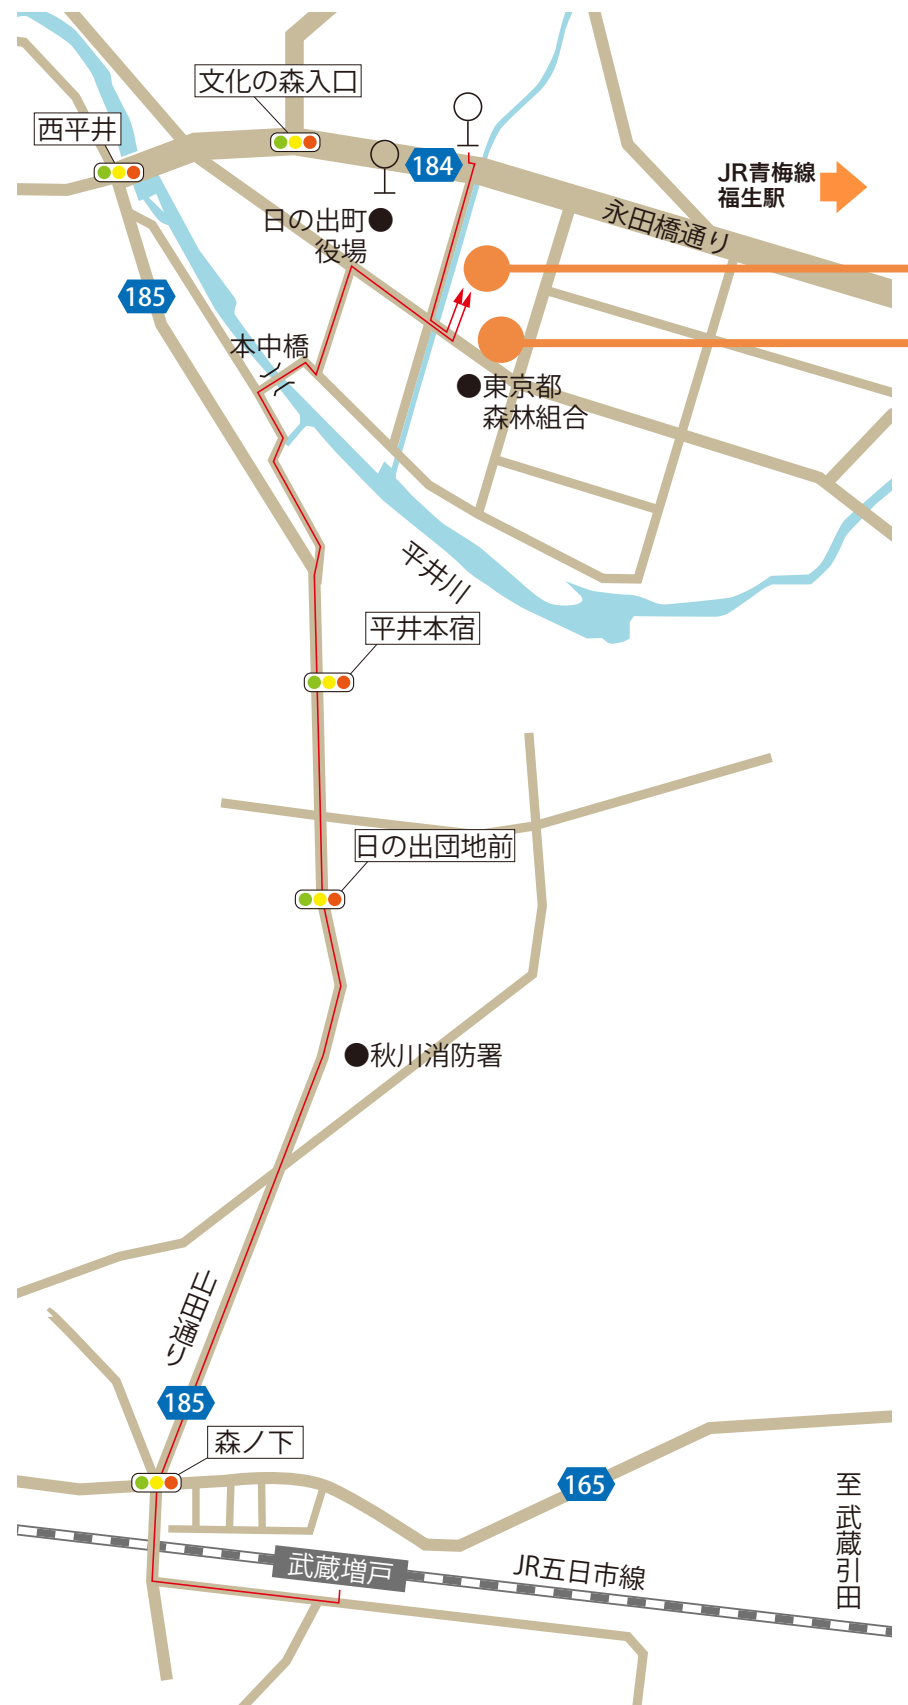 文化の森入口
西平井
184
JR青梅線
福生駅
永田橋通り
日の出町
役場
185
本中橋
東京都
森林組合
平井川
平井本宿
日の出団地前
秋川消防署
山田通り
185
森ノ下
165
至 武蔵引田
武蔵増戸
JR五日市線